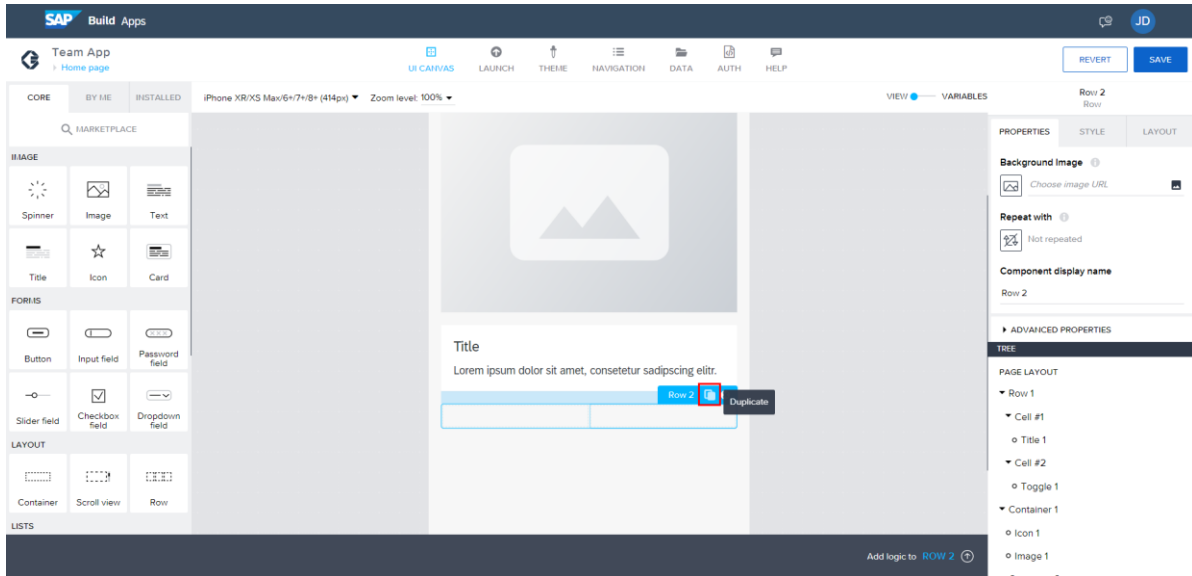 SAP Build Apps
JD
Team App
Home page
UI CANVAS LAUNCH THEME NAVIGATION DATA AUTH HELP
REVERT SAVE
CORE BY ME INSTALLED
iPhone XR/XS Max/6+/7+/8+ (414px) Zoom level: 100%
VIEW VARIABLES
Row 2
Row
MARKETPLACE
PROPERTIES STYLE LAYOUT
IMAGE
Spinner Image Text
Title Icon Card
FORMS
Button Input field Password field
Slider field Checkbox field Dropdown field
LAYOUT
Container Scroll view Row
LISTS
Title
Lorem ipsum dolor sit amet, consetetur sadipscing elitr.
Row 2
Duplicate
Background Image
Choose image URL
Repeat with
Not repeated
Component display name
Row 2
ADVANCED PROPERTIES
TREE
PAGE LAYOUT
Row 1
Cell #1
Title 1
Cell #2
Toggle 1
Container 1
Icon 1
Image 1
Add logic to ROW 2